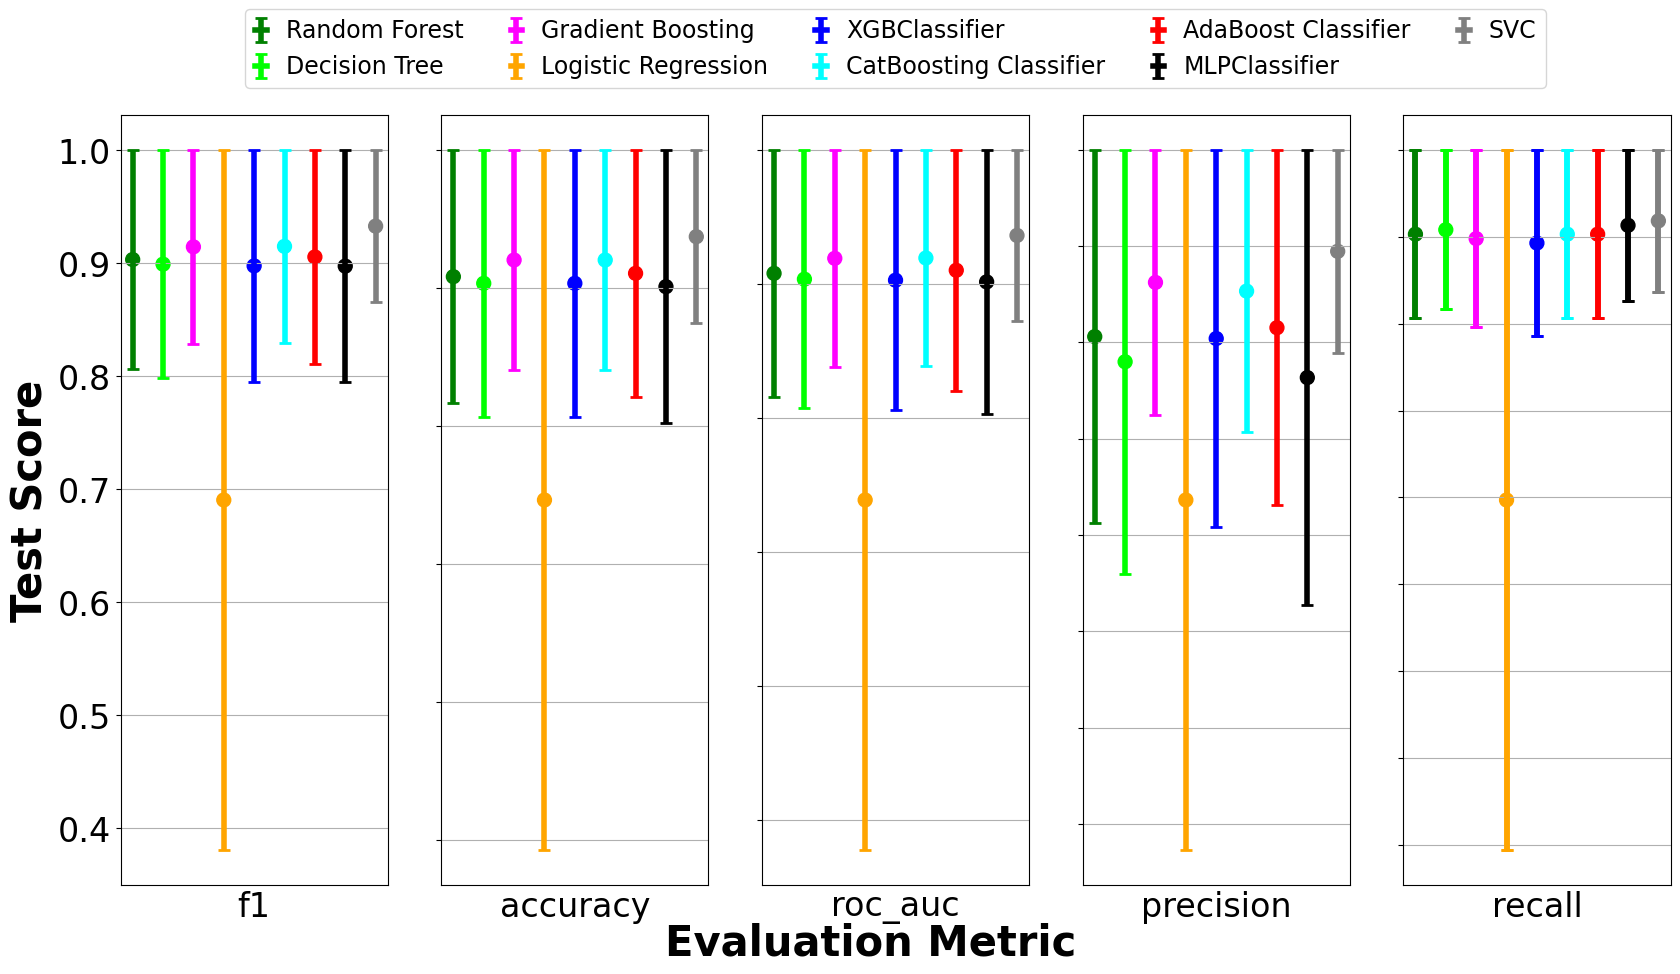 Random Forest
Decision Tree
Gradient Boosting
Logistic Regression
XGBClassifier
CatBoosting Classifier
AdaBoost Classifier
MLPClassifier
SVC
Test Score
1.0
0.9
0.8
0.7
0.6
0.5
0.4
f1
accuracy
roc_auc
precision
recall
Evaluation Metric